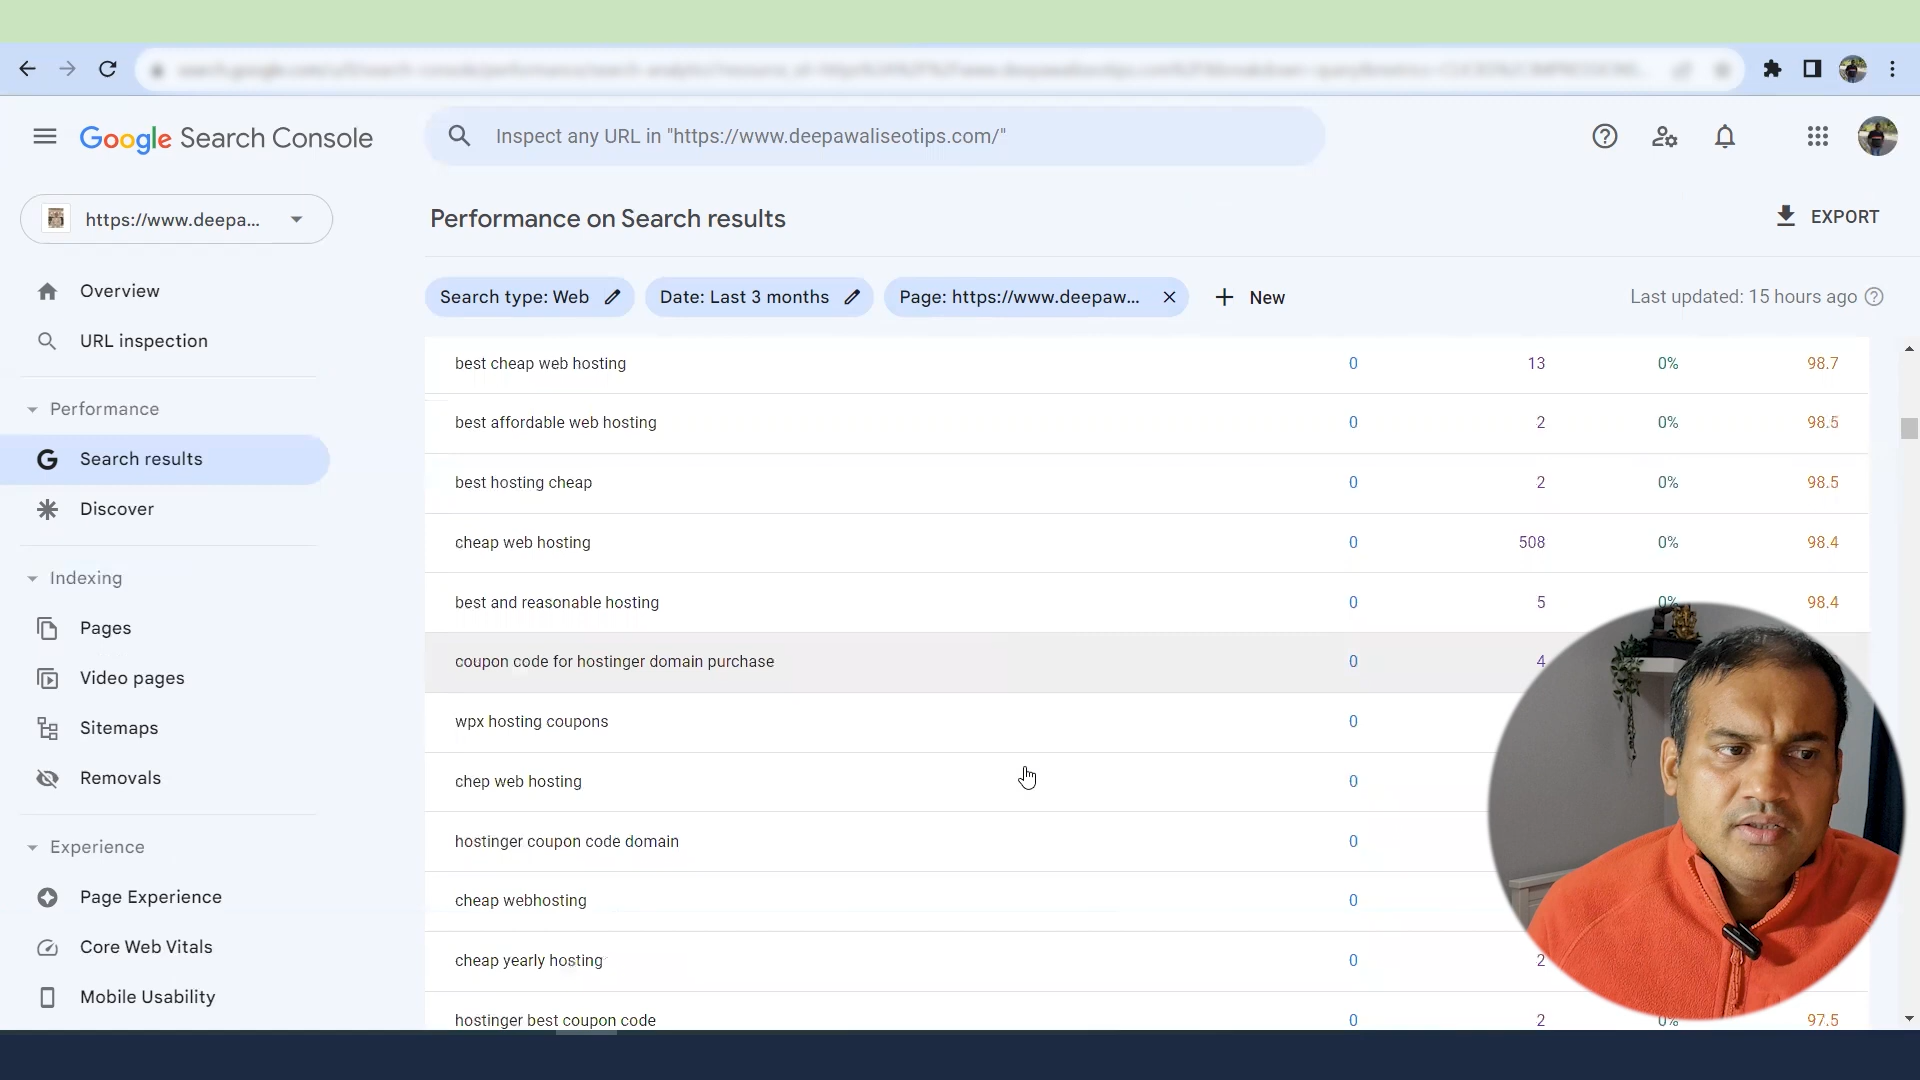 Google Search Console
Inspect any URL in "https://www.deepawaliseotips.com/"
https://www.deepa...
Performance on Search results
EXPORT
Search type: Web
Date: Last 3 months
Page: https://www.deepaw...
New
Last updated: 15 hours ago
Overview
URL inspection
Performance
Search results
Discover
Indexing
Pages
Video pages
Sitemaps
Removals
Experience
Page Experience
Core Web Vitals
Mobile Usability
best cheap web hosting 0 13 0% 98.7
best affordable web hosting 0 2 0% 98.5
best hosting cheap 0 2 0% 98.5
cheap web hosting 0 508 0% 98.4
best and reasonable hosting 0 5 0% 98.4
coupon code for hostinger domain purchase 0 4
wpx hosting coupons 0
chep web hosting 0
hostinger coupon code domain 0
cheap webhosting 0
cheap yearly hosting 0 2
hostinger best coupon code 0 2 0% 97.5